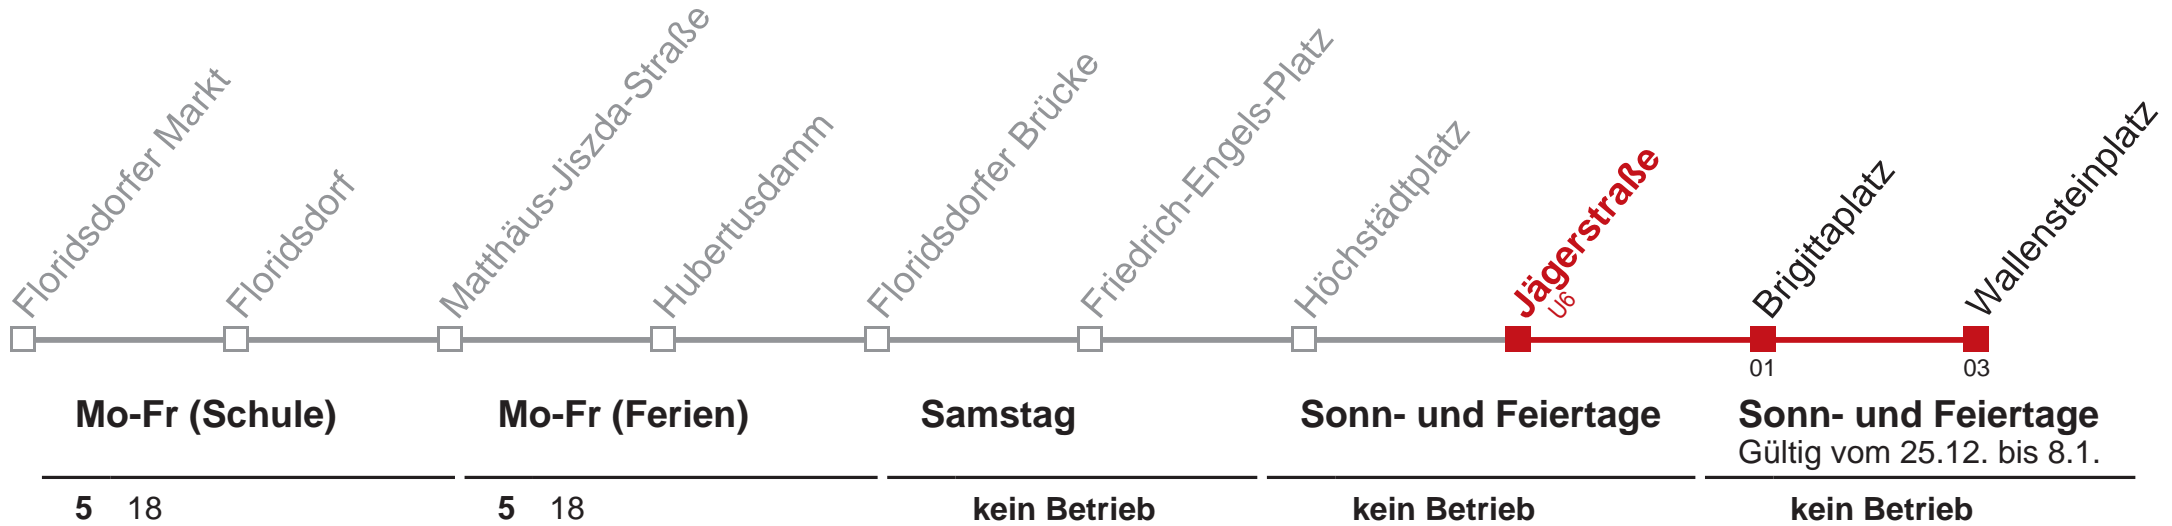 Floridsdorfer Markt
Floridsdorf
Matthäus-Jiszda-Straße
Hubertusdamm
Floridsdorfer Brücke
Friedrich-Engels-Platz
Höchstädtplatz
Jägerstraße
U6
Brigittaplatz
Wallensteinplatz
01 03
Mo-Fr (Schule) Mo-Fr (Ferien) Samstag Sonn- und Feiertage Sonn- und Feiertage
Gültig vom 25.12. bis 8.1.
5 18 5 18 kein Betrieb kein Betrieb kein Betrieb